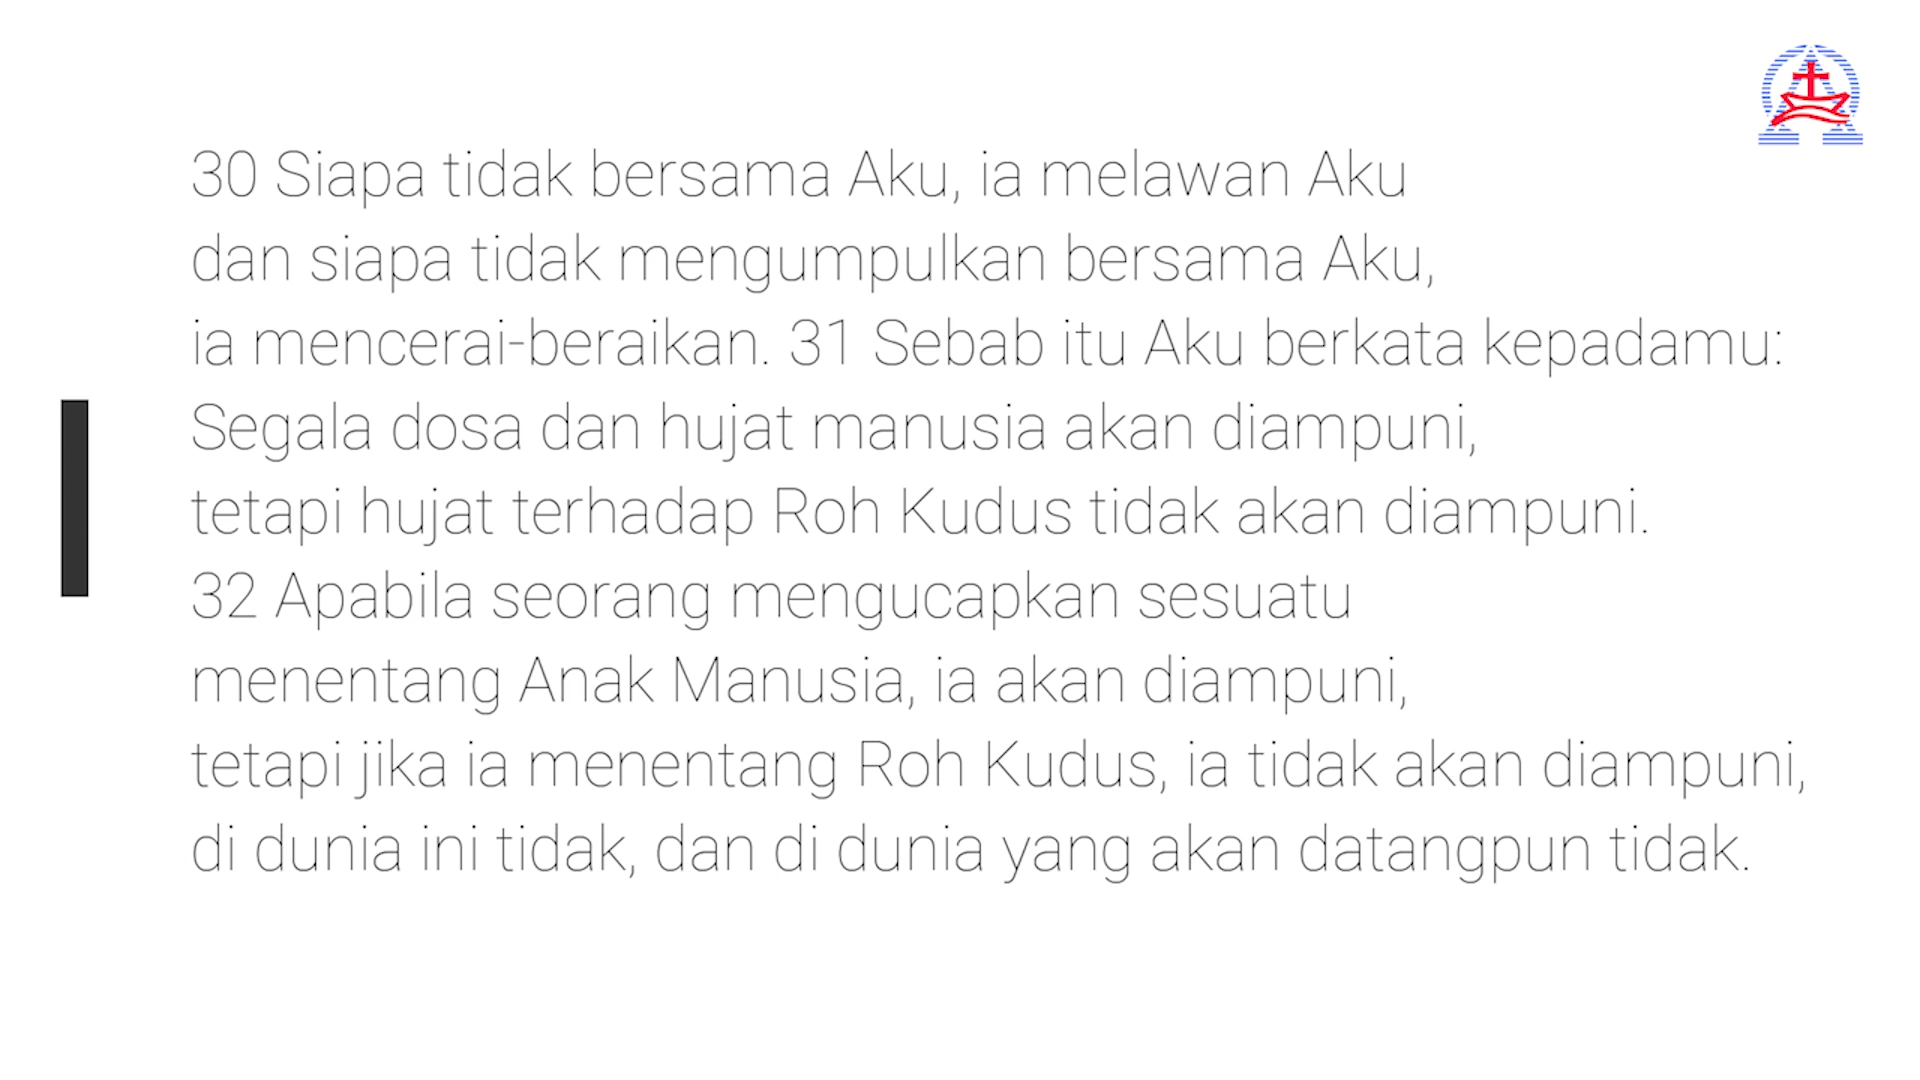 30 Siapa tidak bersama Aku, ia melawan Aku
dan siapa tidak mengumpulkan bersama Aku,
ia mencerai-beraikan. 31 Sebab itu Aku berkata kepadamu:
Segala dosa dan hujat manusia akan diampuni,
tetapi hujat terhadap Roh Kudus tidak akan diampuni.
32 Apabila seorang mengucapkan sesuatu
menentang Anak Manusia, ia akan diampuni,
tetapi jika ia menentang Roh Kudus, ia tidak akan diampuni,
di dunia ini tidak, dan di dunia yang akan datangpun tidak.